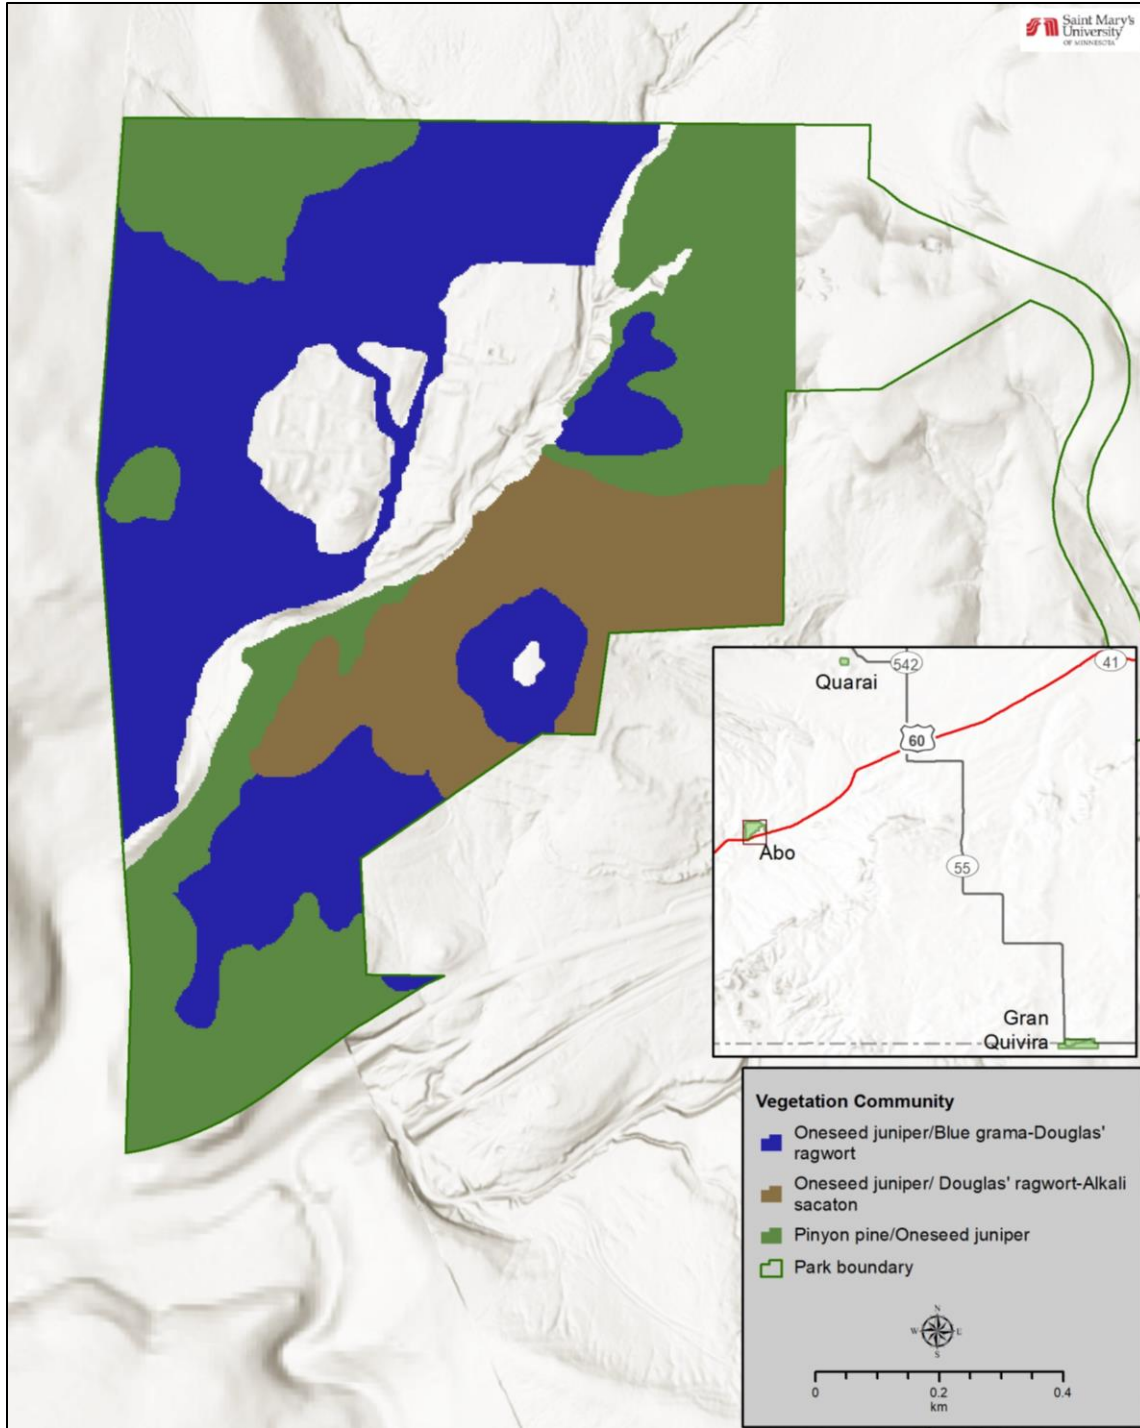 Saint Mary's
University
OF MINNESOTA
Quarai
542
41
60
Abo
55
Gran
Quivira
Vegetation Community
Oneseed juniper/Blue grama-Douglas'
ragwort
Oneseed juniper/ Douglas' ragwort-Alkali
sacaton
Pinyon pine/Oneseed juniper
Park boundary
N
W E
S
0 0.2 0.4
km